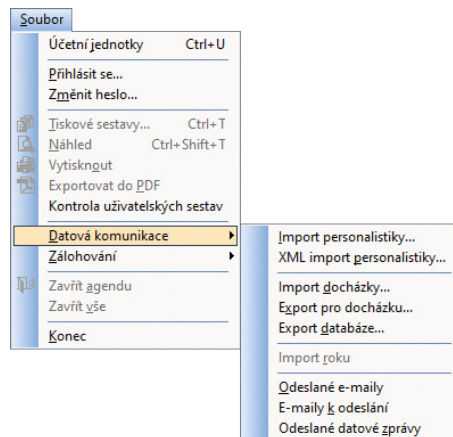 Soubor
Účetní jednotky Ctrl+U
Přihlásit se...
Změnit heslo...
Tiskové sestavy... Ctrl+T
Náhled Ctrl+Shift+T
Vytisknout
Exportovat do PDF
Kontrola uživatelských sestav
Datová komunikace
Zálohování
Zavřít agendu
Zavřít vše
Konec
Import personalistiky...
XML import personalistiky...
Import docházky...
Export pro docházku...
Export databáze...
Import roku
Odeslané e-maily
E-maily k odeslání
Odeslané datové zprávy